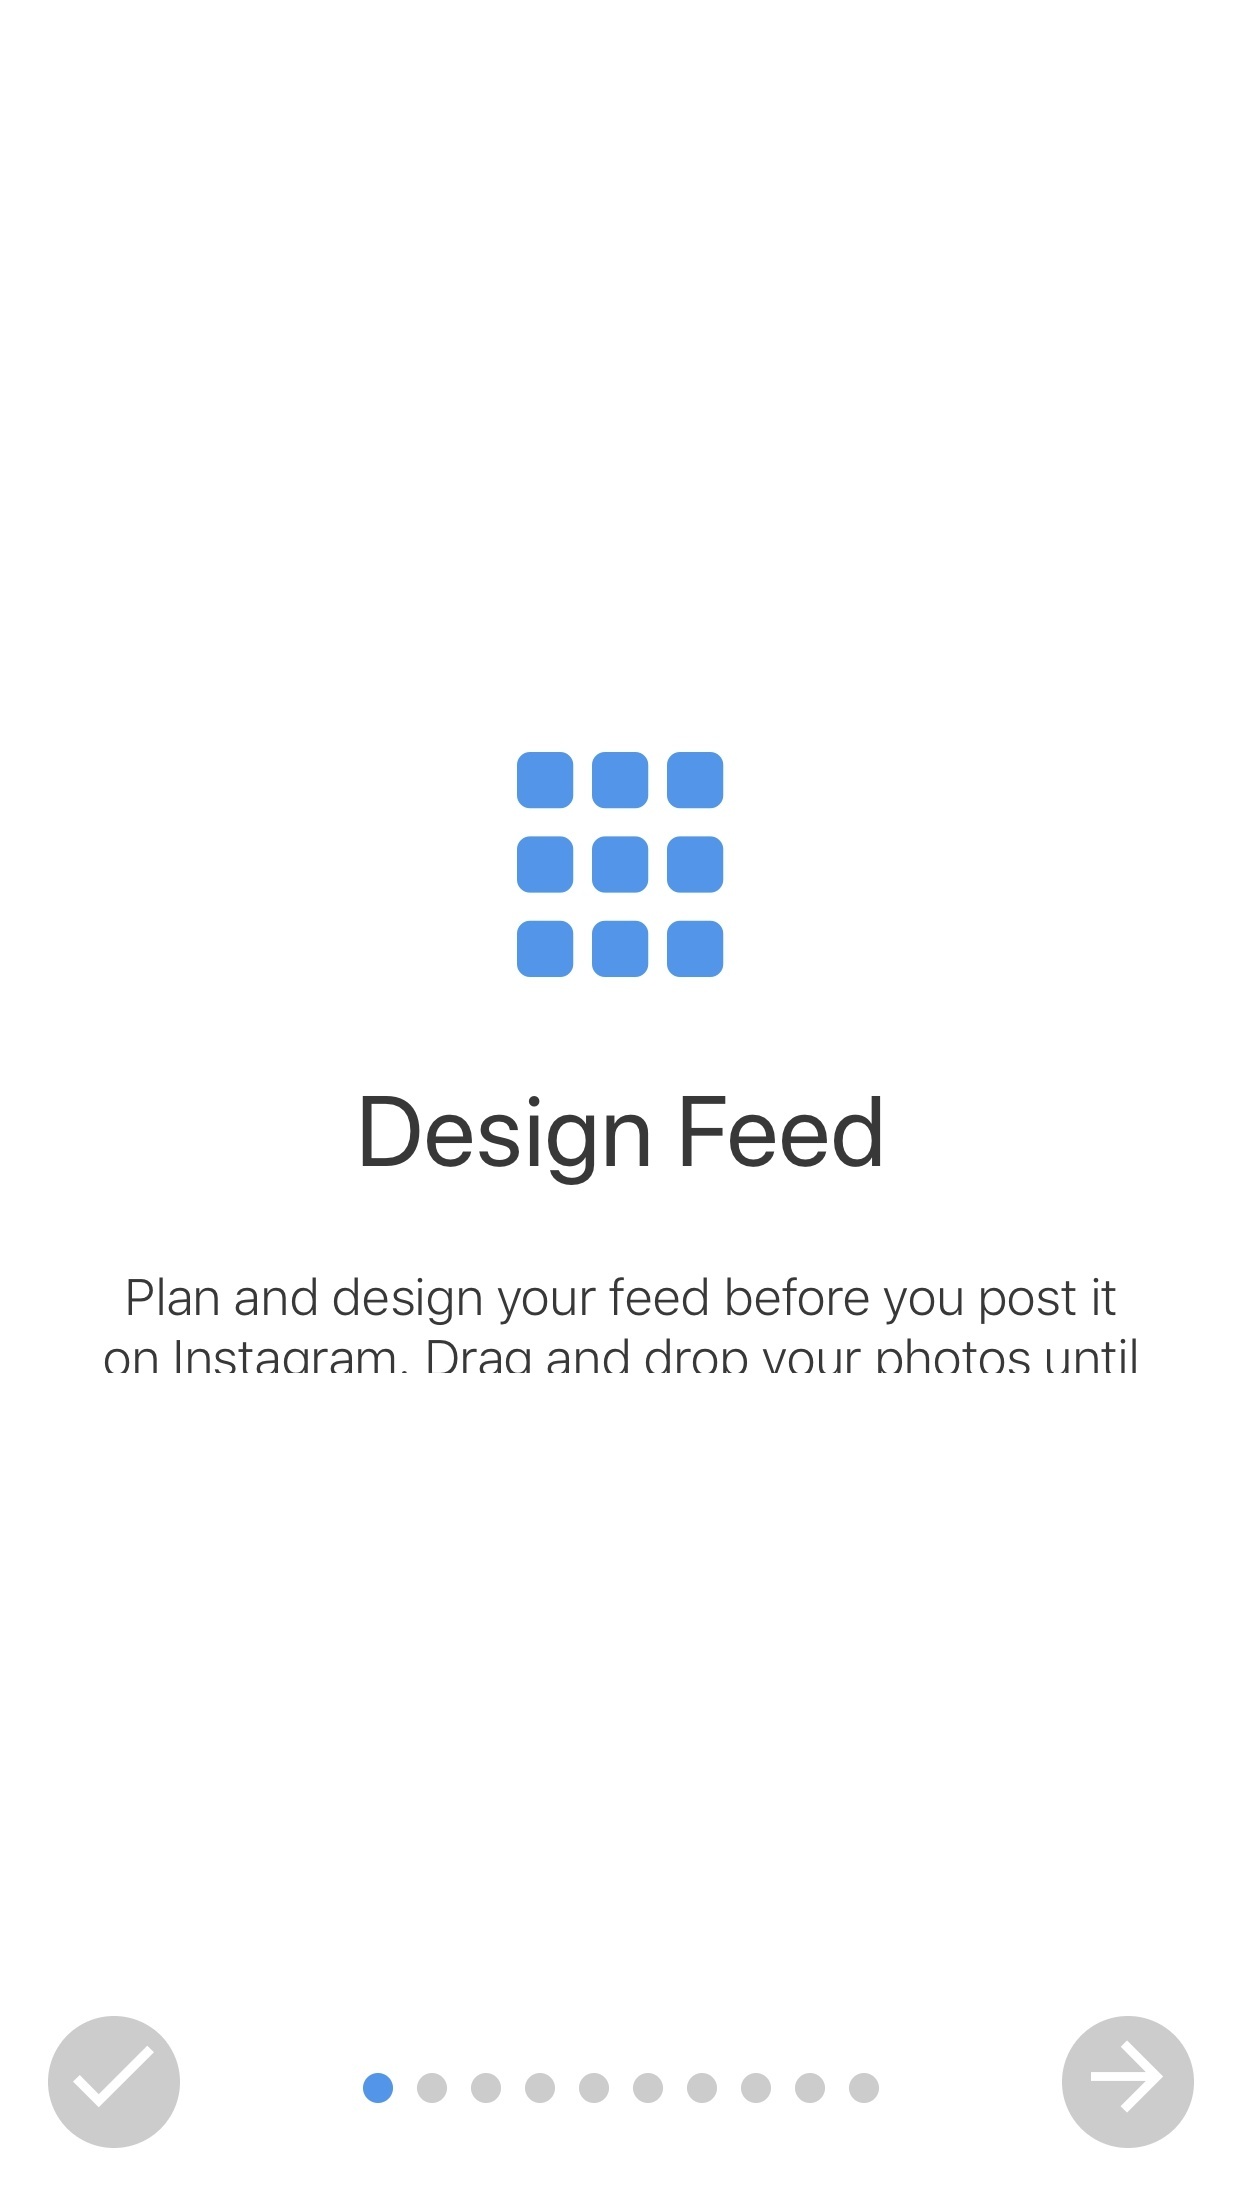 Design Feed
Plan and design your feed before you post it
on Instagram. Drag and drop your photos until